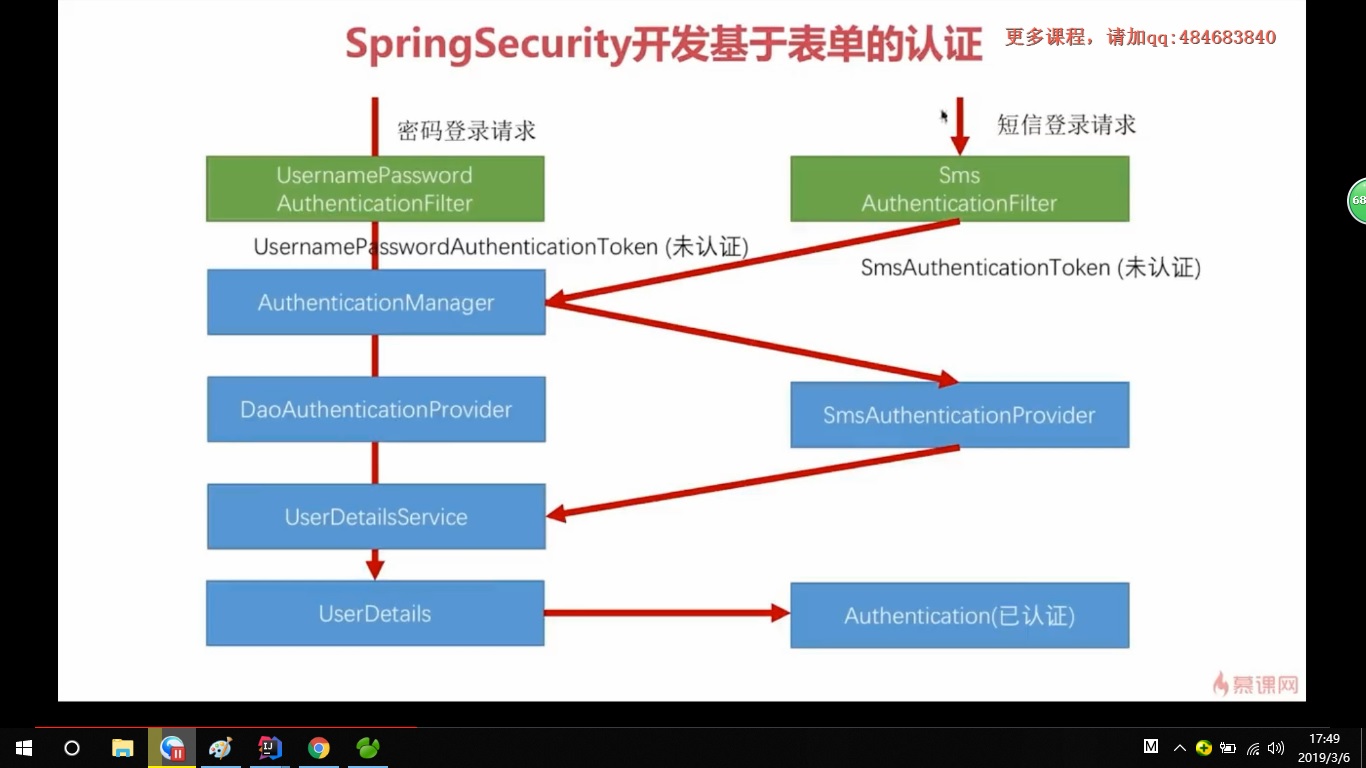 SpringSecurity开发基于表单的认证
更多课程，请加qq:484683840
密码登录请求
短信登录请求
UsernamePassword
AuthenticationFilter
Sms
AuthenticationFilter
UsernamePasswordAuthenticationToken (未认证)
SmsAuthenticationToken (未认证)
AuthenticationManager
DaoAuthenticationProvider
SmsAuthenticationProvider
UserDetailsService
UserDetails
Authentication(已认证)
慕课网
68
M
17:49
2019/3/6